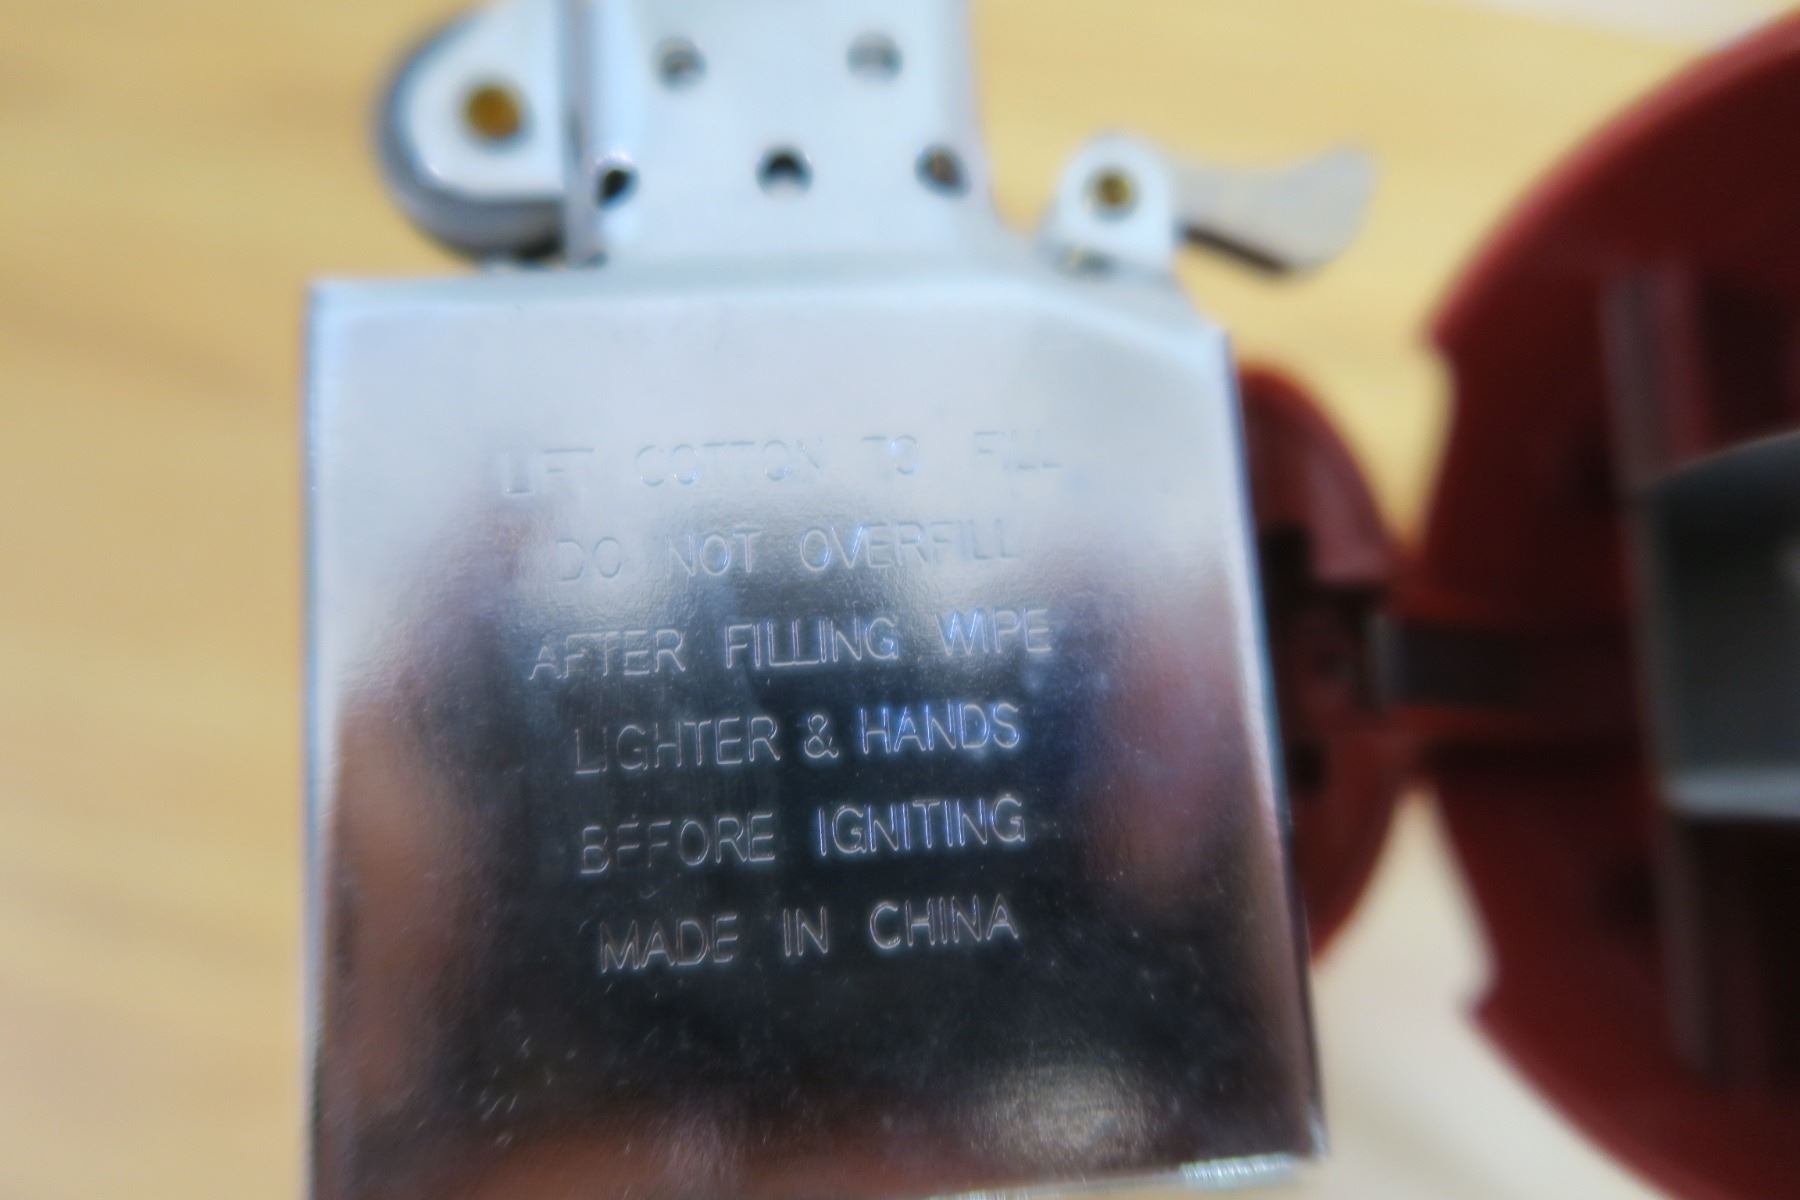 LIFT COTTON TO FILL
DO NOT OVERFILL
AFTER FILLING WIPE
LIGHTER & HANDS
BEFORE IGNITING
MADE IN CHINA